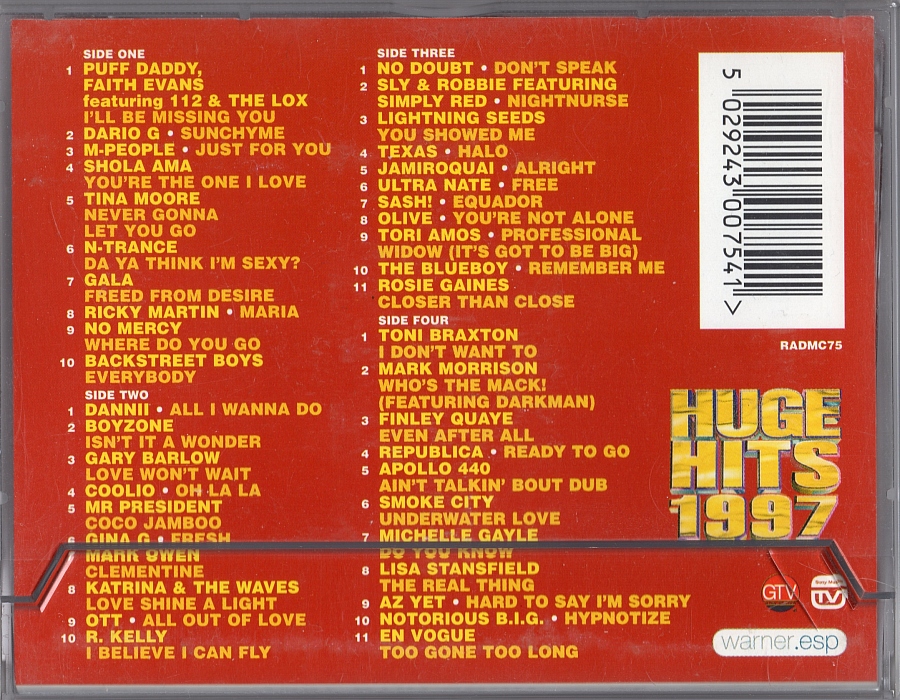 SIDE ONE
1 PUFF DADDY,
FAITH EVANS
featuring 112 & THE LOX
I'LL BE MISSING YOU
2 DARIO G • SUNCHYME
3 M-PEOPLE • JUST FOR YOU
4 SHOLA AMA
YOU'RE THE ONE I LOVE
5 TINA MOORE
NEVER GONNA
LET YOU GO
6 N-TRANCE
DA YA THINK I'M SEXY?
7 GALA
FREED FROM DESIRE
8 RICKY MARTIN • MARIA
9 NO MERCY
WHERE DO YOU GO
10 BACKSTREET BOYS
EVERYBODY
SIDE TWO
1 DANNII • ALL I WANNA DO
2 BOYZONE
ISN'T IT A WONDER
3 GARY BARLOW
LOVE WON'T WAIT
4 COOLIO • OH LA LA
5 MR PRESIDENT
COCO JAMBOO
6 GINA G • FRESH
MARK OWEN
CLEMENTINE
8 KATRINA & THE WAVES
LOVE SHINE A LIGHT
9 OTT • ALL OUT OF LOVE
10 R. KELLY
I BELIEVE I CAN FLY
SIDE THREE
1 NO DOUBT • DON'T SPEAK
2 SLY & ROBBIE FEATURING
SIMPLY RED • NIGHTNURSE
3 LIGHTNING SEEDS
YOU SHOWED ME
4 TEXAS • HALO
5 JAMIROQUAI • ALRIGHT
6 ULTRA NATE • FREE
7 SASH! • EQUADOR
8 OLIVE • YOU'RE NOT ALONE
9 TORI AMOS • PROFESSIONAL
WIDOW (IT'S GOT TO BE BIG)
10 THE BLUEBOY • REMEMBER ME
11 ROSIE GAINES
CLOSER THAN CLOSE
SIDE FOUR
1 TONI BRAXTON
I DON'T WANT TO
2 MARK MORRISON
WHO'S THE MACK!
(FEATURING DARKMAN)
3 FINLEY QUAYE
EVEN AFTER ALL
4 REPUBLICA • READY TO GO
5 APOLLO 440
AIN'T TALKIN' BOUT DUB
6 SMOKE CITY
UNDERWATER LOVE
7 MICHELLE GAYLE
DO YOU KNOW
8 LISA STANSFIELD
THE REAL THING
9 AZ YET • HARD TO SAY I'M SORRY
10 NOTORIOUS B.I.G. • HYPNOTIZE
11 EN VOGUE
TOO GONE TOO LONG
5 029243 007541 >
RADMC75
HUGE
HITS
1997
GTV
Sony Music
TV
warner.esp